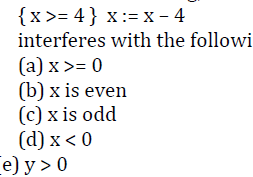 { x >= 4 } x := x – 4
interferes with the followi
(a) x >= 0
(b) x is even
(c) x is odd
(d) x < 0
e) y > 0